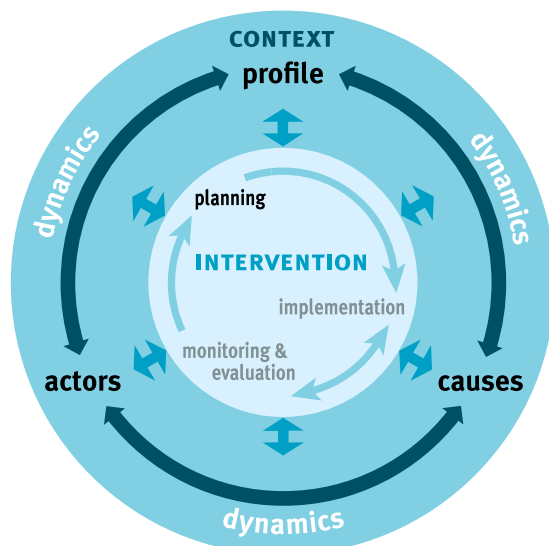 CONTEXT
profile
dynamics
dynamics
planning
INTERVENTION
implementation
monitoring &
evaluation
actors
causes
dynamics